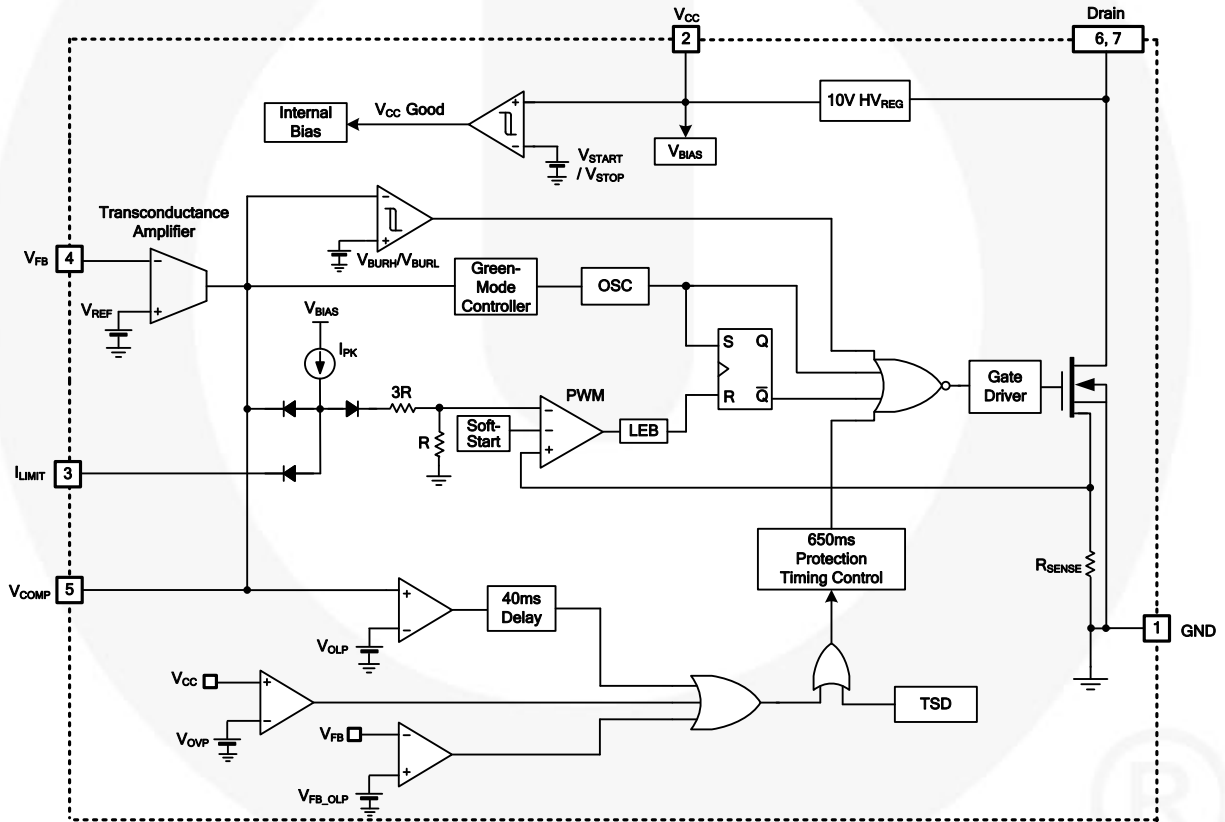 VCC
Drain
2
6, 7
10V HVREG
Internal
Bias
VCC Good
+
−
VSTART
/ VSTOP
VBIAS
Transconductance
Amplifier
VFB
4
−
+
VREF
−
+
VBURH/VBURL
Green-
Mode
Controller
OSC
VBIAS
IPK
S
Q
R
Q̅
3R
R
Soft-
Start
PWM
−
−
+
LEB
Gate
Driver
ILIMIT
3
650ms
Protection
Timing Control
RSENSE
VCOMP
5
+
−
VOLP
40ms
Delay
1
GND
VCC
+
−
VOVP
VFB
−
+
VFB_OLP
TSD
R